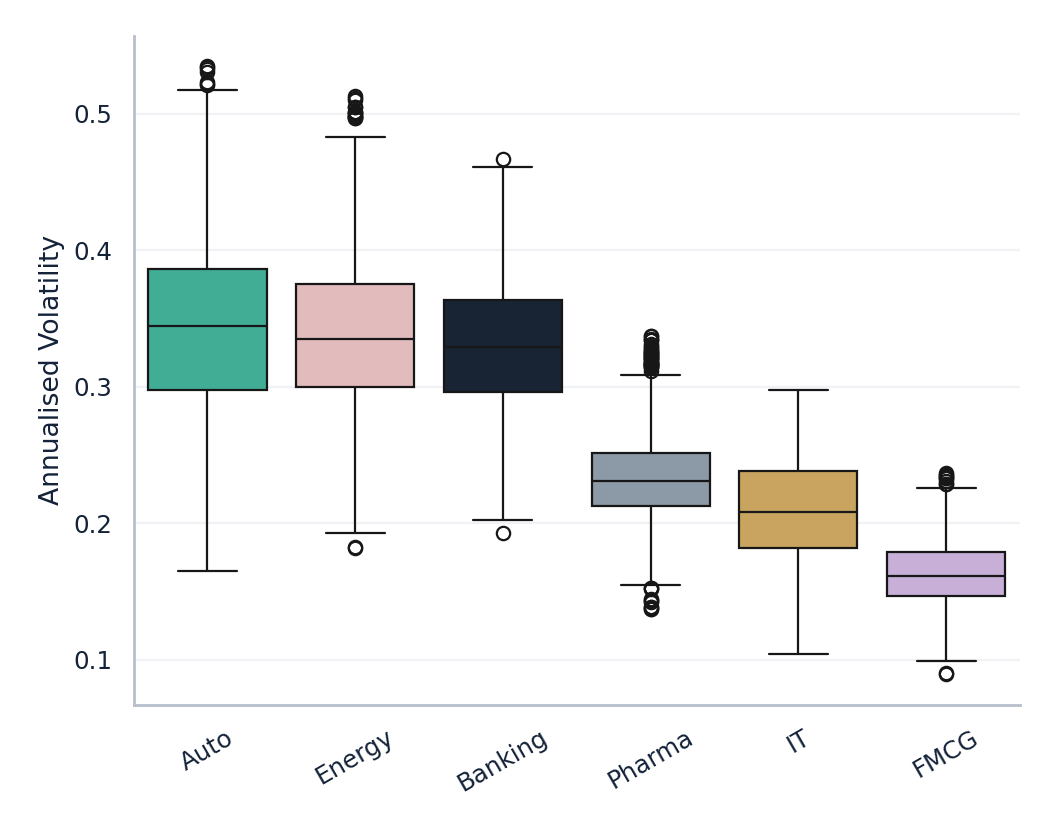 Annualised Volatility
0.5
0.4
0.3
0.2
0.1
Auto
Energy
Banking
Pharma
IT
FMCG